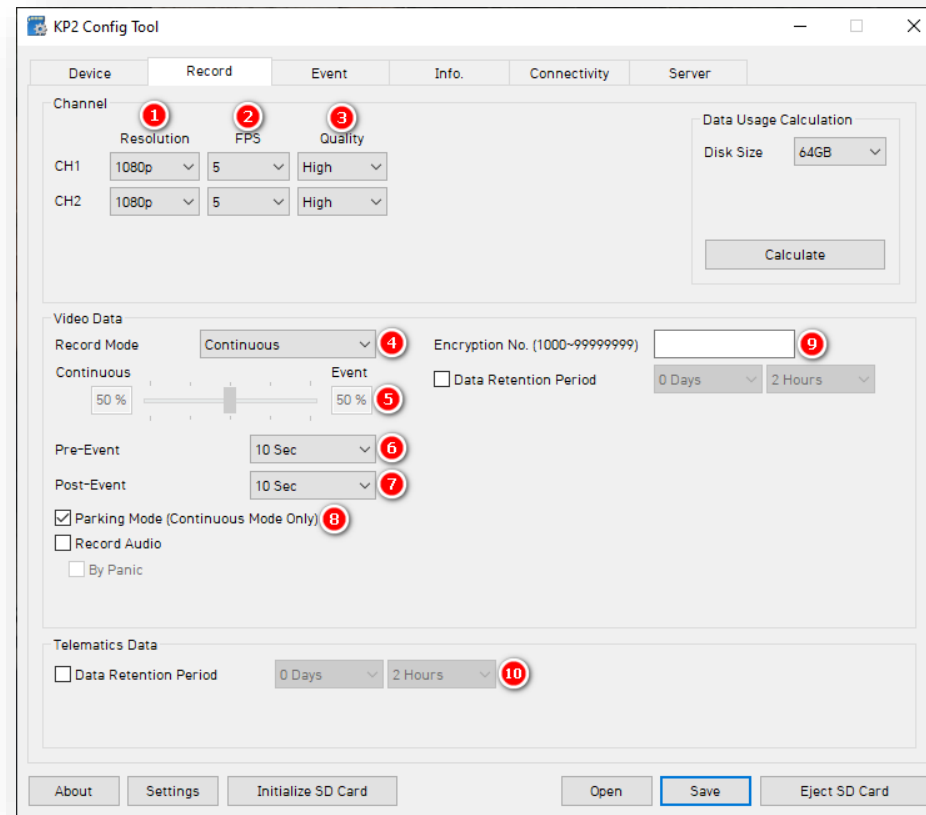 KP2 Config Tool
Device Record Event Info. Connectivity Server
Channel
1 2 3
Resolution FPS Quality
CH1 1080p 5 High
CH2 1080p 5 High
Data Usage Calculation
Disk Size 64GB
Calculate
Video Data
Record Mode Continuous 4
Continuous Event
50 % 50 % 5
Pre-Event 10 Sec 6
Post-Event 10 Sec 7
Parking Mode (Continuous Mode Only) 8
Record Audio
By Panic
Encryption No. (1000~99999999) 9
Data Retention Period 0 Days 2 Hours
Telematics Data
Data Retention Period 0 Days 2 Hours 10
About Settings Initialize SD Card Open Save Eject SD Card